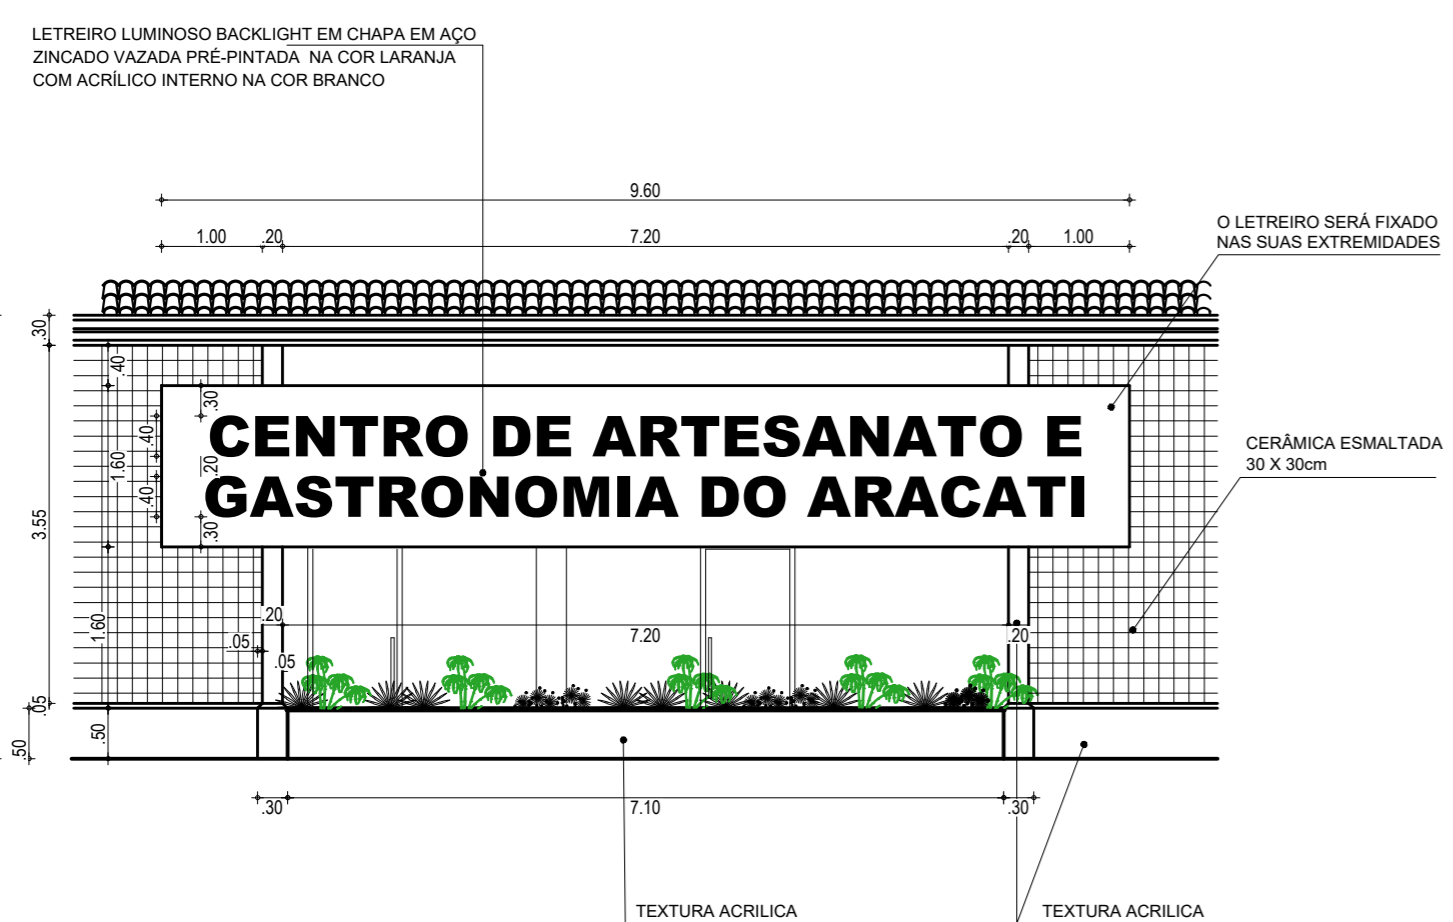 LETREIRO LUMINOSO BACKLIGHT EM CHAPA EM AÇO
ZINCADO VAZADA PRÉ-PINTADA NA COR LARANJA
COM ACRÍLICO INTERNO NA COR BRANCO
9.60
1.00 .20 7.20 .20 1.00
O LETREIRO SERÁ FIXADO
NAS SUAS EXTREMIDADES
.30
.40
.30
CENTRO DE ARTESANATO E
.40
1.60
.20
GASTRONOMIA DO ARACATI
.40
.30
CERÂMICA ESMALTADA
30 X 30cm
3.55
1.60
.20 7.20 .20
.05
.05
.05
.50
.50
.30 7.10 .30
TEXTURA ACRILICA
TEXTURA ACRILICA